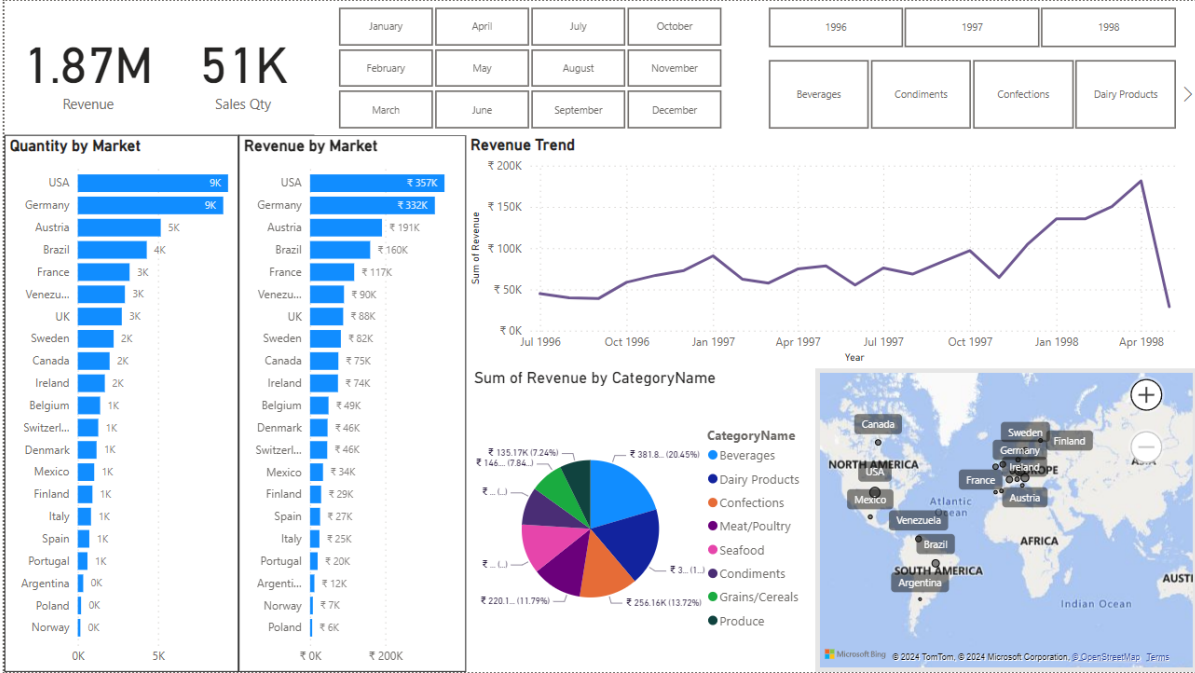 1.87M
Revenue
51K
Sales Qty
January
April
July
October
February
May
August
November
March
June
September
December
1996
1997
1998
Beverages
Condiments
Confections
Dairy Products
Quantity by Market
USA 9K
Germany 9K
Austria 5K
Brazil 4K
France 3K
Venezu... 3K
UK 3K
Sweden 2K
Canada 2K
Ireland 2K
Belgium 1K
Switzerl... 1K
Denmark 1K
Mexico 1K
Finland 1K
Italy 1K
Spain 1K
Portugal 1K
Argentina 0K
Poland 0K
Norway 0K
0K 5K
Revenue by Market
USA ₹ 357K
Germany ₹ 332K
Austria ₹ 191K
Brazil ₹ 160K
France ₹ 117K
Venezu... ₹ 90K
UK ₹ 88K
Sweden ₹ 82K
Canada ₹ 75K
Ireland ₹ 74K
Belgium ₹ 49K
Denmark ₹ 46K
Switzerl... ₹ 46K
Mexico ₹ 34K
Finland ₹ 29K
Spain ₹ 27K
Italy ₹ 25K
Portugal ₹ 20K
Argenti... ₹ 12K
Norway ₹ 7K
Poland ₹ 6K
₹ 0K ₹ 200K
Revenue Trend
Sum of Revenue
₹ 200K
₹ 150K
₹ 100K
₹ 50K
₹ 0K
Jul 1996 Oct 1996 Jan 1997 Apr 1997 Jul 1997 Oct 1997 Jan 1998 Apr 1998
Year
Sum of Revenue by CategoryName
₹ 135.17K (7.24%)
₹ 146.... (7.84...)
₹ ... (...)
₹ ... (...)
₹ 220.1... (11.79%)
₹ 381.8... (20.45%)
₹ 3... (1...)
₹ 256.16K (13.72%)
CategoryName
Beverages
Dairy Products
Confections
Meat/Poultry
Seafood
Condiments
Grains/Cereals
Produce
Canada
NORTH AMERICA
USA
Mexico
Atlantic
Ocean
Venezuela
Brazil
SOUTH AMERICA
Argentina
Sweden
Finland
Germany
Ireland
France
Austria
AFRICA
Indian Ocean
AUSTI
Microsoft Bing
© 2024 TomTom, © 2024 Microsoft Corporation, © OpenStreetMap Terms